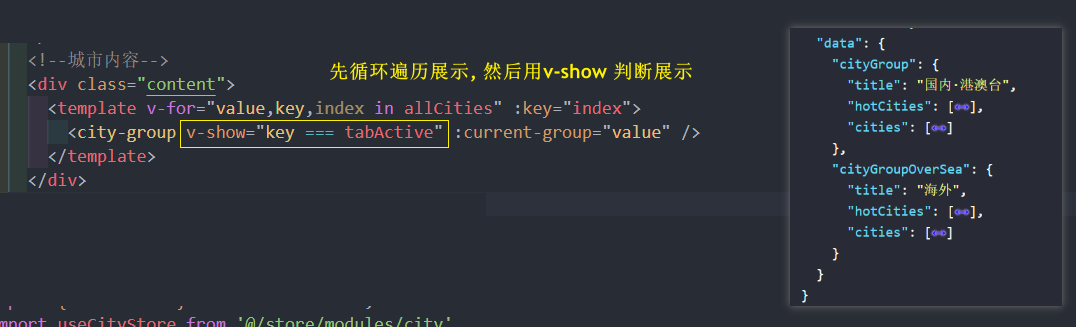 <!--城市内容-->
先循环遍历展示, 然后用v-show 判断展示
<div class="content">
<template v-for="value,key,index in allCities" :key="index">
<city-group v-show="key === tabActive" :current-group="value" />
</template>
</div>
import useCityStore from '@/store/modules/city'
"data": {
"cityGroup": {
"title": "国内·港澳台",
"hotCities": [],
"cities": []
},
"cityGroupOverSea": {
"title": "海外",
"hotCities": [],
"cities": []
}
}
}